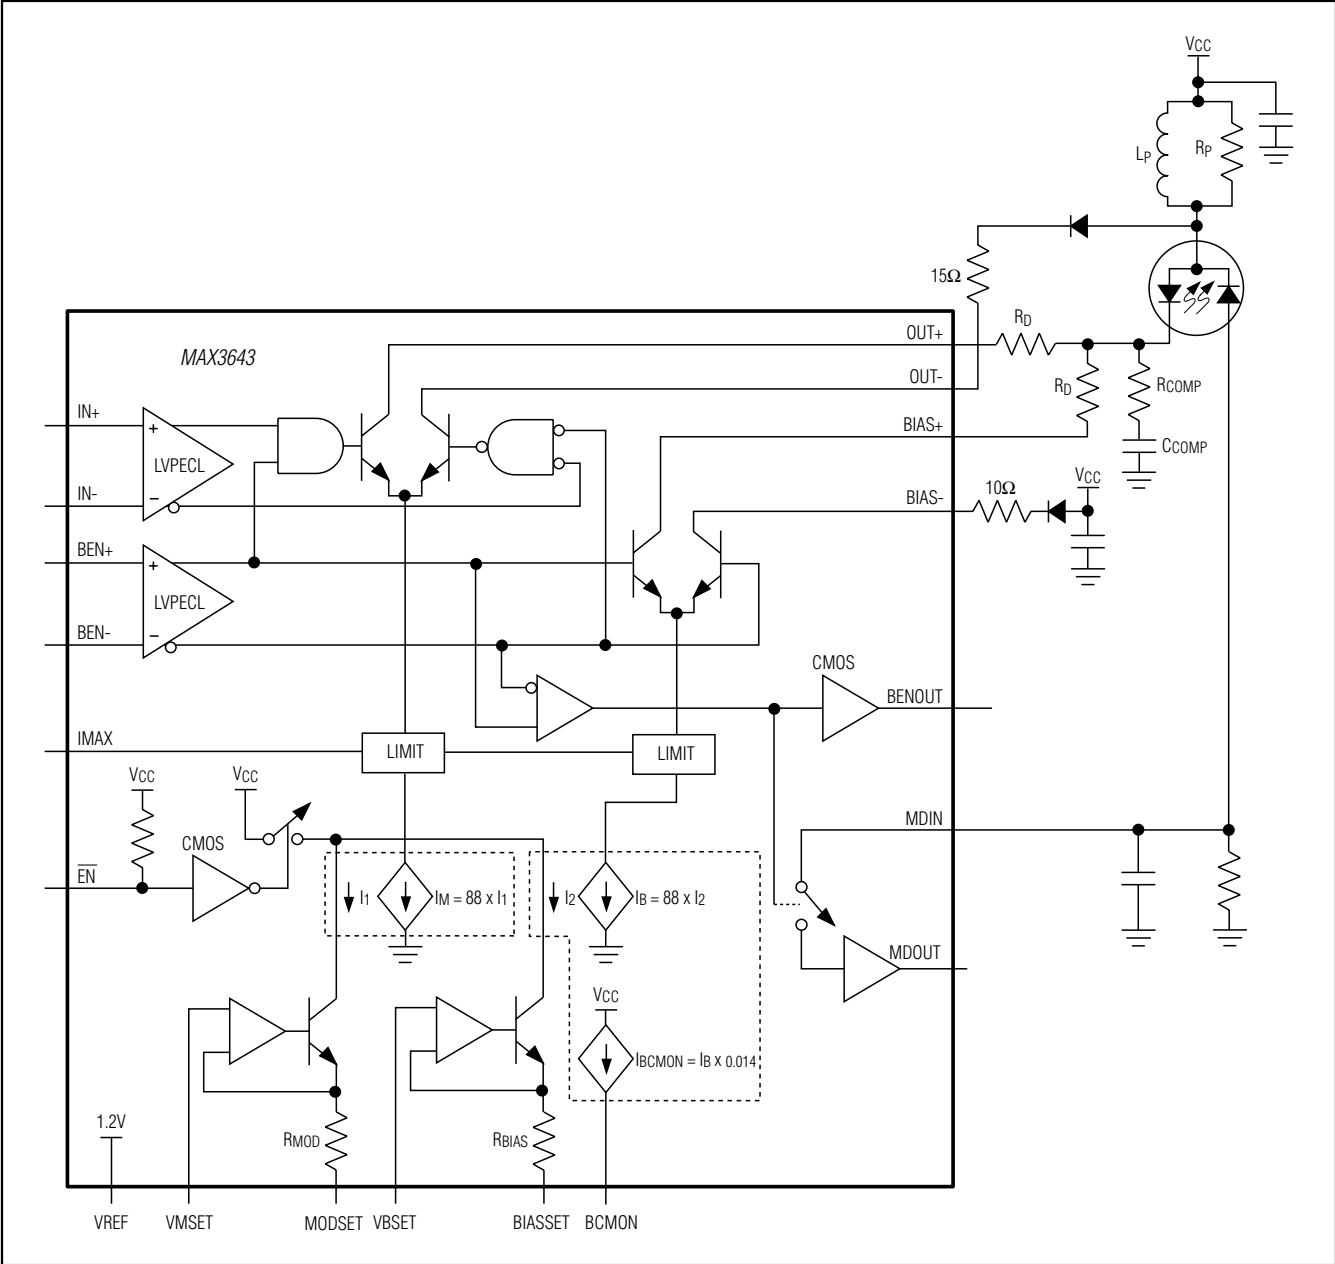 VCC
LP
RP
15Ω
MAX3643
OUT+
RD
OUT-
RD
RCOMP
IN+
BIAS+
CCOMP
+
LVPECL
VCC
10Ω
IN-
−
BIAS-
BEN+
+
LVPECL
BEN-
−
CMOS
BENOUT
IMAX
LIMIT
LIMIT
VCC
VCC
MDIN
CMOS
EN
I1
IM = 88 x I1
I2
IB = 88 x I2
MDOUT
VCC
IBCMON = IB x 0.014
1.2V
RMOD
RBIAS
VREF
VMSET
MODSET
VBSET
BIASSET
BCMON